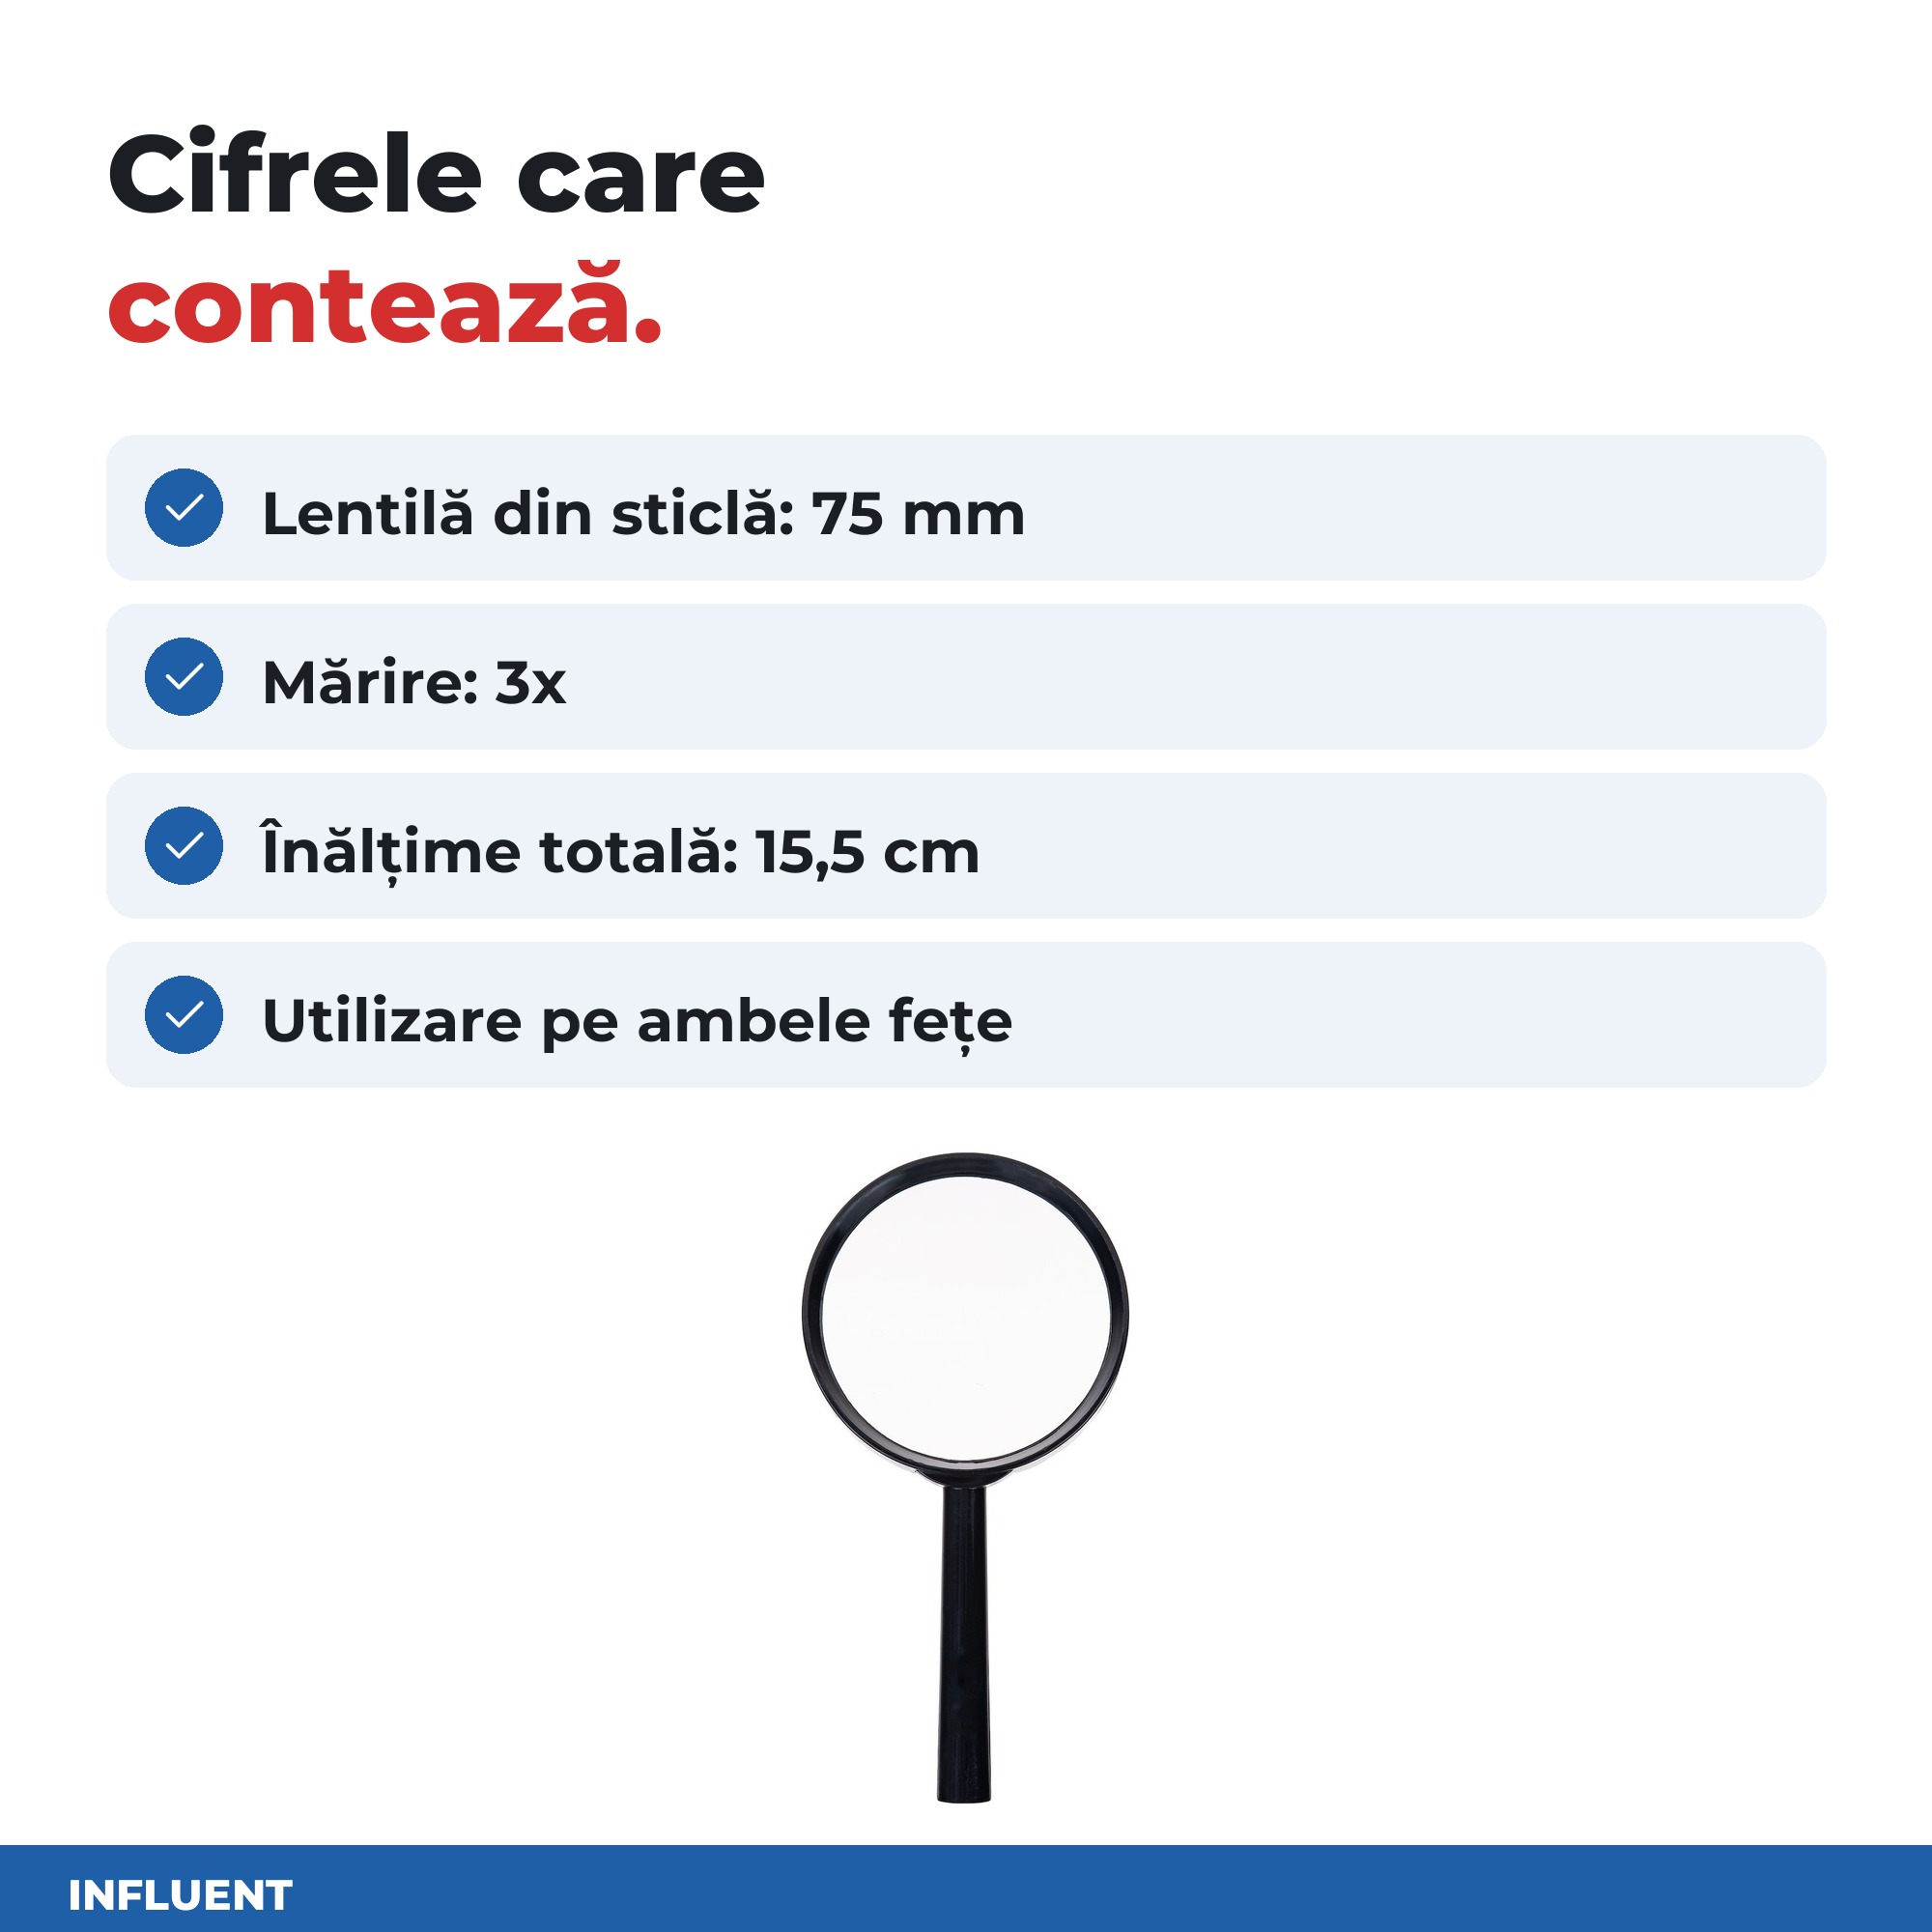 Cifrele care
contează.
Lentilă din sticlă: 75 mm
Mărire: 3x
Înălțime totală: 15,5 cm
Utilizare pe ambele fețe
INFLUENT